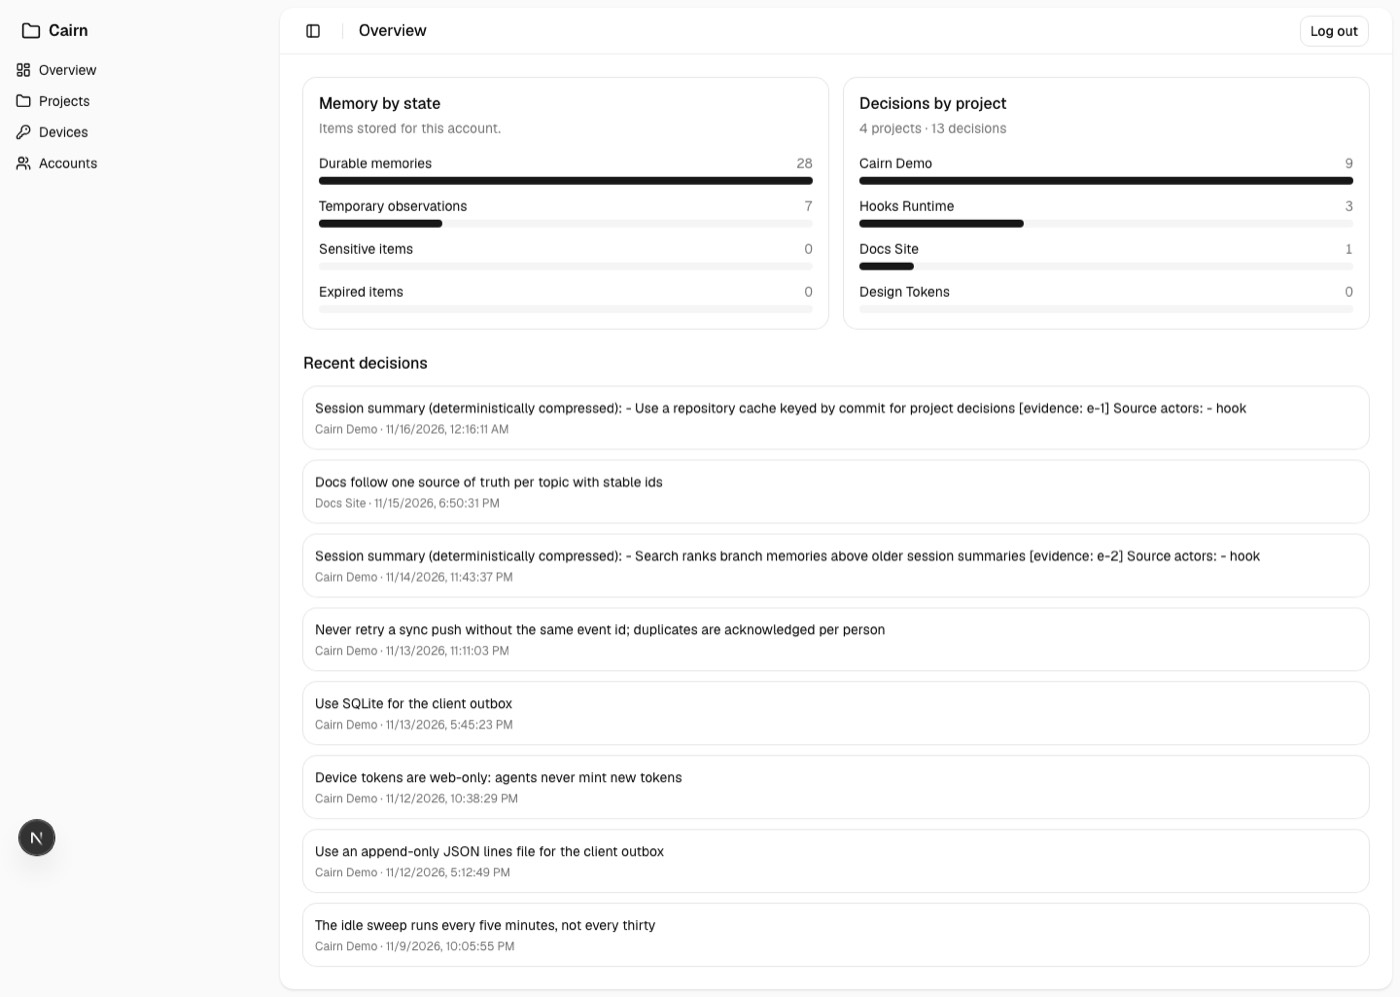 Cairn
Overview
Projects
Devices
Accounts
Overview
Log out
Memory by state
Items stored for this account.
Durable memories 28
Temporary observations 7
Sensitive items 0
Expired items 0
Decisions by project
4 projects · 13 decisions
Cairn Demo 9
Hooks Runtime 3
Docs Site 1
Design Tokens 0
Recent decisions
Session summary (deterministically compressed): - Use a repository cache keyed by commit for project decisions [evidence: e-1] Source actors: - hook
Cairn Demo · 11/16/2026, 12:16:11 AM
Docs follow one source of truth per topic with stable ids
Docs Site · 11/15/2026, 6:50:31 PM
Session summary (deterministically compressed): - Search ranks branch memories above older session summaries [evidence: e-2] Source actors: - hook
Cairn Demo · 11/14/2026, 11:43:37 PM
Never retry a sync push without the same event id; duplicates are acknowledged per person
Cairn Demo · 11/13/2026, 11:11:03 PM
Use SQLite for the client outbox
Cairn Demo · 11/13/2026, 5:45:23 PM
Device tokens are web-only: agents never mint new tokens
Cairn Demo · 11/12/2026, 10:38:29 PM
Use an append-only JSON lines file for the client outbox
Cairn Demo · 11/12/2026, 5:12:49 PM
The idle sweep runs every five minutes, not every thirty
Cairn Demo · 11/9/2026, 10:05:55 PM
N